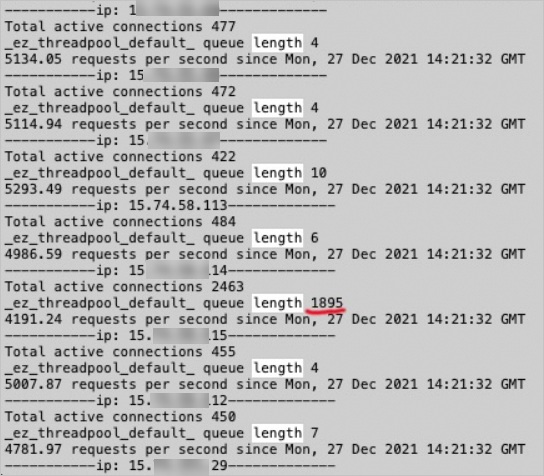 ------------ip: 1 --------------
Total active connections 477
_ez_threadpool_default_ queue length 4
5134.05 requests per second since Mon, 27 Dec 2021 14:21:32 GMT
------------ip: 15 --------------
Total active connections 472
_ez_threadpool_default_ queue length 4
5114.94 requests per second since Mon, 27 Dec 2021 14:21:32 GMT
------------ip: 15. --------------
Total active connections 422
_ez_threadpool_default_ queue length 10
5293.49 requests per second since Mon, 27 Dec 2021 14:21:32 GMT
------------ip: 15.74.58.113--------------
Total active connections 484
_ez_threadpool_default_ queue length 6
4986.59 requests per second since Mon, 27 Dec 2021 14:21:32 GMT
------------ip: 15 .14--------------
Total active connections 2463
_ez_threadpool_default_ queue length 1895
4191.24 requests per second since Mon, 27 Dec 2021 14:21:32 GMT
------------ip: 15. .15--------------
Total active connections 455
_ez_threadpool_default_ queue length 4
5007.87 requests per second since Mon, 27 Dec 2021 14:21:32 GMT
------------ip: 15. .12--------------
Total active connections 450
_ez_threadpool_default_ queue length 7
4781.97 requests per second since Mon, 27 Dec 2021 14:21:32 GMT
------------ip: 15. 29--------------